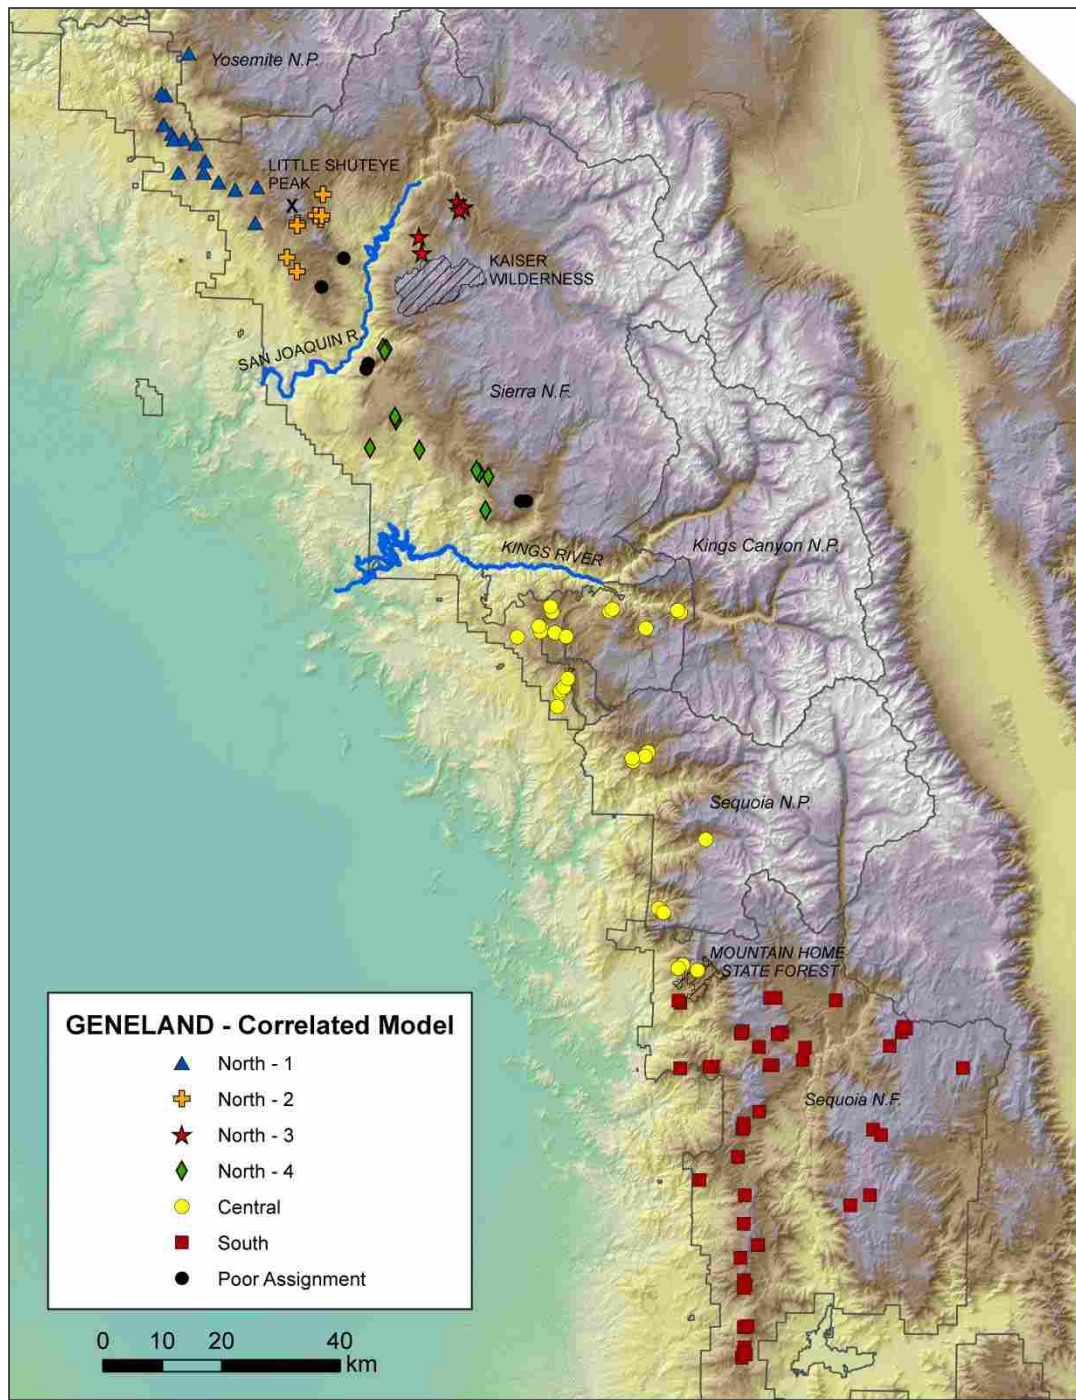 Yosemite N.P.
LITTLE SHUTEYE
PEAK
X
KAISER
WILDERNESS
SAN JOAQUIN R.
Sierra N.F.
KINGS RIVER
Kings Canyon N.P.
Sequoia N.P.
MOUNTAIN HOME
STATE FOREST
Sequoia N.F.
GENELAND - Correlated Model
North - 1
North - 2
North - 3
North - 4
Central
South
Poor Assignment
0 10 20 40
km